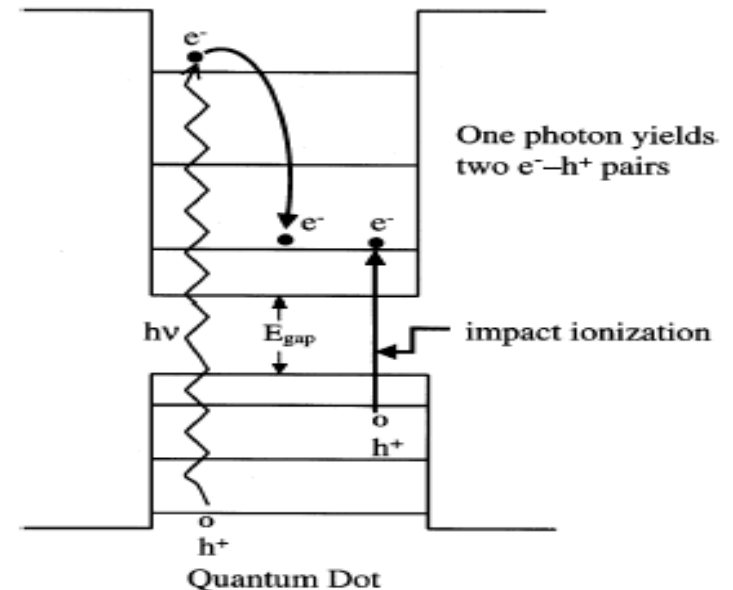 e⁻
One photon yields
two e⁻–h⁺ pairs
e⁻
e⁻
hν
E_gap
impact ionization
h⁺
h⁺
Quantum Dot